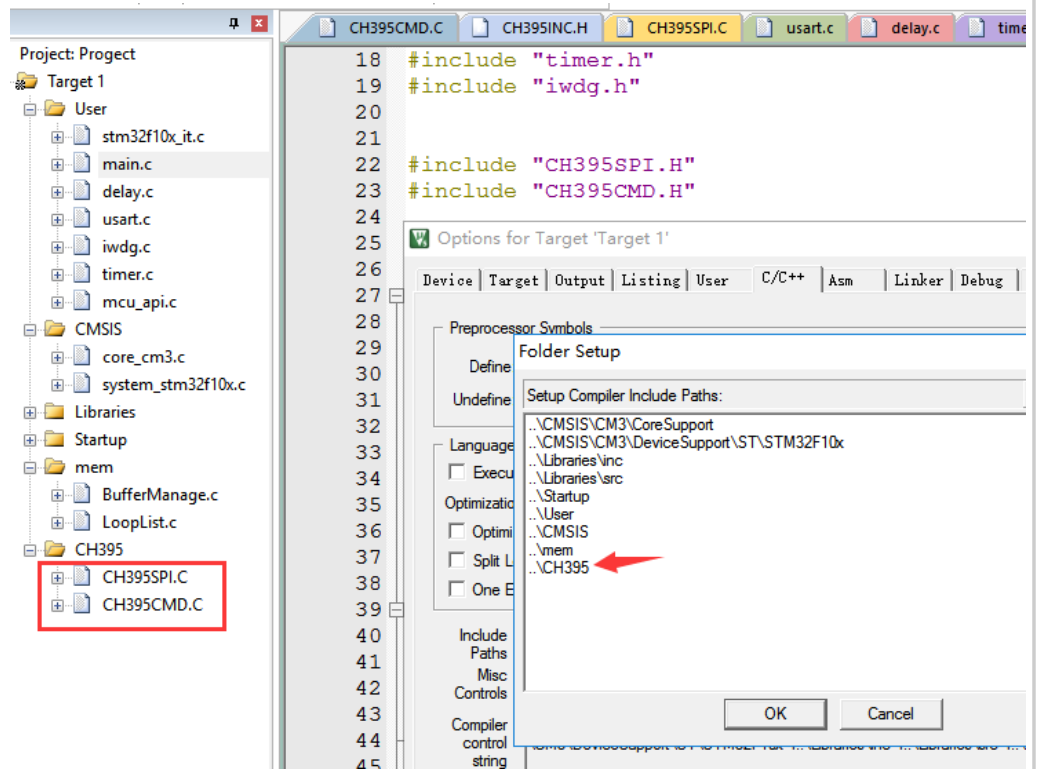 CH395CMD.C
CH395INC.H
CH395SPI.C
usart.c
delay.c
time
Project: Progect
Target 1
User
stm32f10x_it.c
main.c
delay.c
usart.c
iwdg.c
timer.c
mcu_api.c
CMSIS
core_cm3.c
system_stm32f10x.c
Libraries
Startup
mem
BufferManage.c
LoopList.c
CH395
CH395SPI.C
CH395CMD.C
18 #include "timer.h"
19 #include "iwdg.h"
20
21
22 #include "CH395SPI.H"
23 #include "CH395CMD.H"
24
25
26
27
28
29
30
31
32
33
34
35
36
37
38
39
40
41
42
43
44
45
Options for Target 'Target 1'
Device Target Output Listing User C/C++ Asm Linker Debug
Preprocessor Symbols
Define
Undefine
Language
Execu
Optimizatio
Optimi
Split L
One E
Include
Paths
Misc
Controls
Compiler
control
string
Folder Setup
Setup Compiler Include Paths:
..\CMSIS\CM3\CoreSupport
..\CMSIS\CM3\DeviceSupport\ST\STM32F10x
..\Libraries\inc
..\Libraries\src
..\Startup
..\User
..\CMSIS
..\mem
..\CH395
OK
Cancel